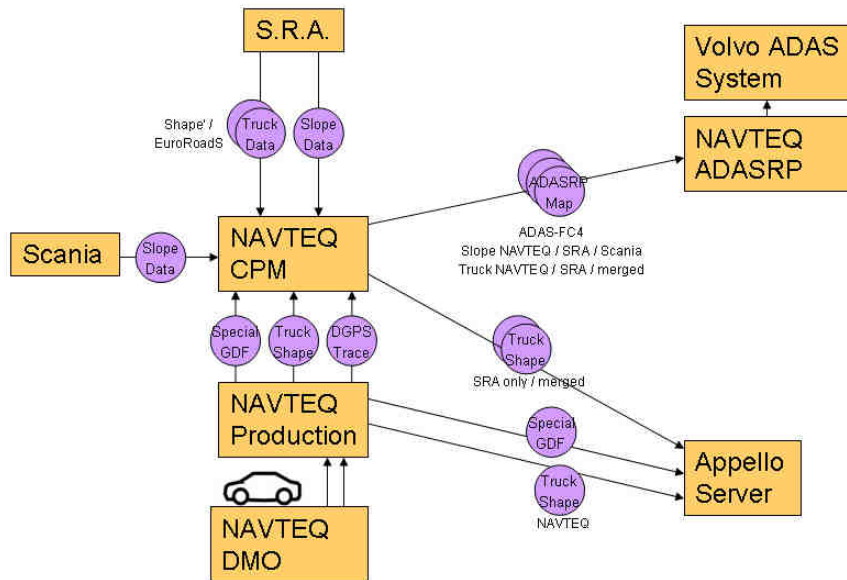 S.R.A.
Volvo ADAS
System
Shape' /
EuroRoadS
Truck
Data
Slope
Data
NAVTEQ
ADASRP
ADASRP
Map
ADAS-FC4
Slope NAVTEQ / SRA / Scania
Truck NAVTEQ / SRA / merged
Scania
Slope
Data
NAVTEQ
CPM
Special
GDF
Truck
Shape
DGPS
Trace
Truck
Shape
SRA only / merged
NAVTEQ
Production
Special
GDF
Truck
Shape
NAVTEQ
Appello
Server
NAVTEQ
DMO